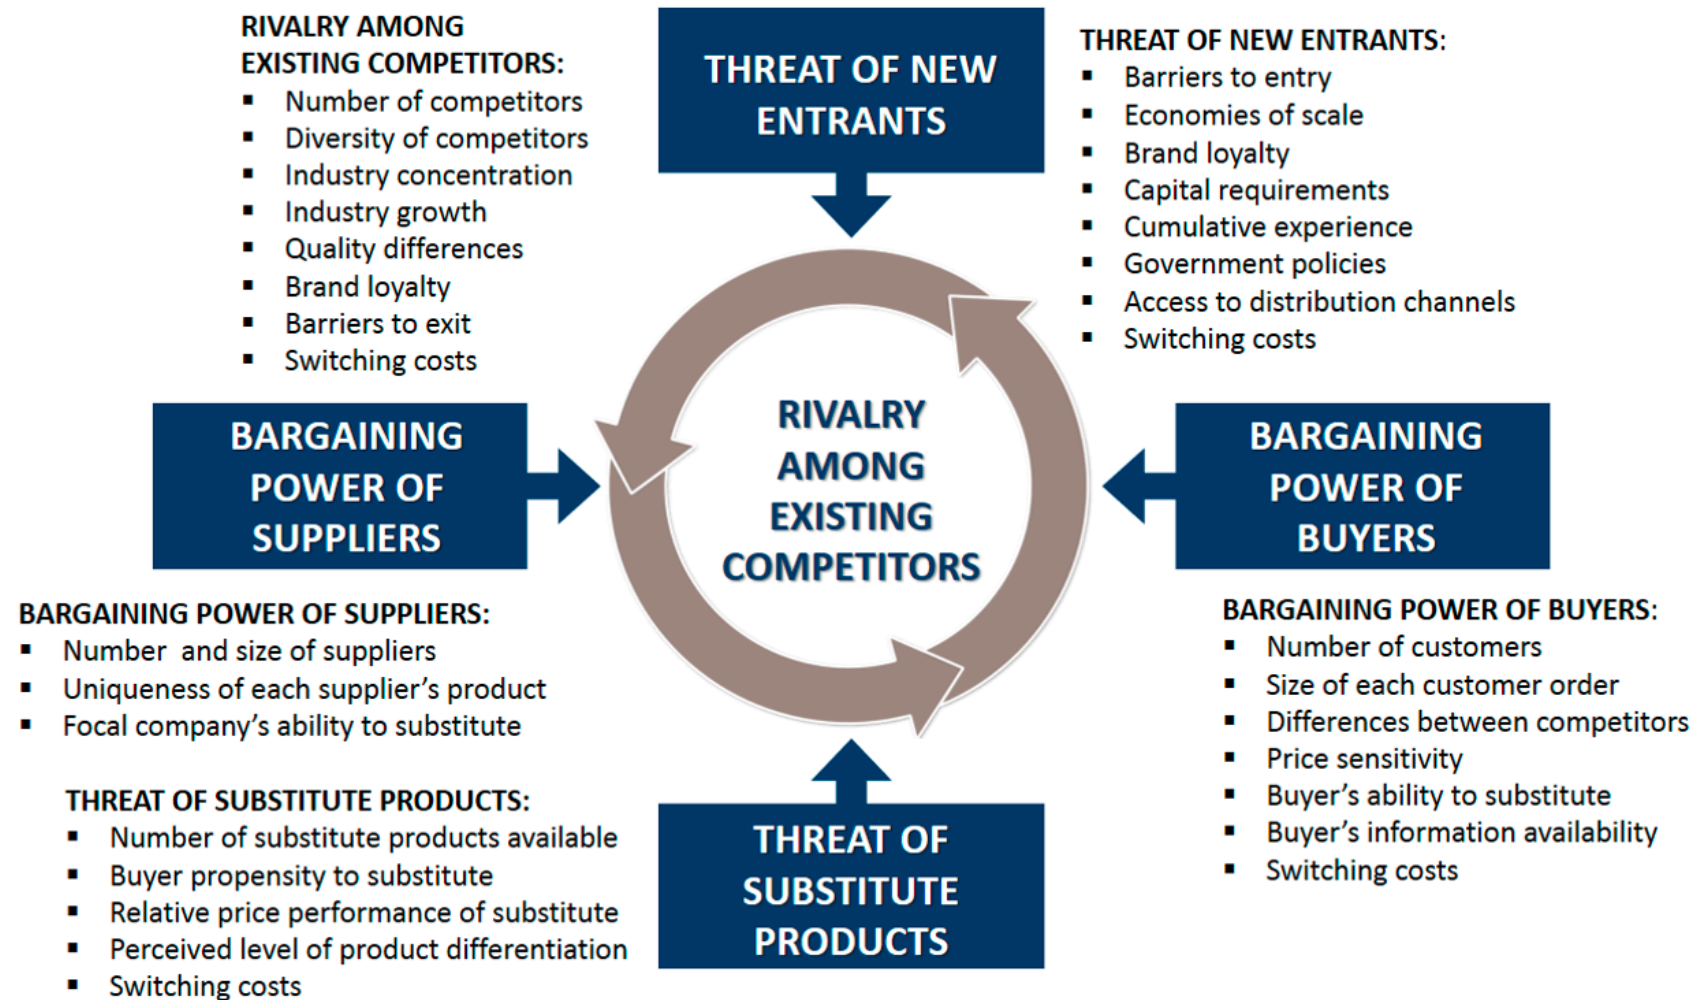 RIVALRY AMONG
EXISTING COMPETITORS:
▪ Number of competitors
▪ Diversity of competitors
▪ Industry concentration
▪ Industry growth
▪ Quality differences
▪ Brand loyalty
▪ Barriers to exit
▪ Switching costs
THREAT OF NEW
ENTRANTS
THREAT OF NEW ENTRANTS:
▪ Barriers to entry
▪ Economies of scale
▪ Brand loyalty
▪ Capital requirements
▪ Cumulative experience
▪ Government policies
▪ Access to distribution channels
▪ Switching costs
BARGAINING
POWER OF
SUPPLIERS
RIVALRY
AMONG
EXISTING
COMPETITORS
BARGAINING
POWER OF
BUYERS
BARGAINING POWER OF SUPPLIERS:
▪ Number and size of suppliers
▪ Uniqueness of each supplier's product
▪ Focal company's ability to substitute
BARGAINING POWER OF BUYERS:
▪ Number of customers
▪ Size of each customer order
▪ Differences between competitors
▪ Price sensitivity
▪ Buyer's ability to substitute
▪ Buyer's information availability
▪ Switching costs
THREAT OF SUBSTITUTE PRODUCTS:
▪ Number of substitute products available
▪ Buyer propensity to substitute
▪ Relative price performance of substitute
▪ Perceived level of product differentiation
▪ Switching costs
THREAT OF
SUBSTITUTE
PRODUCTS